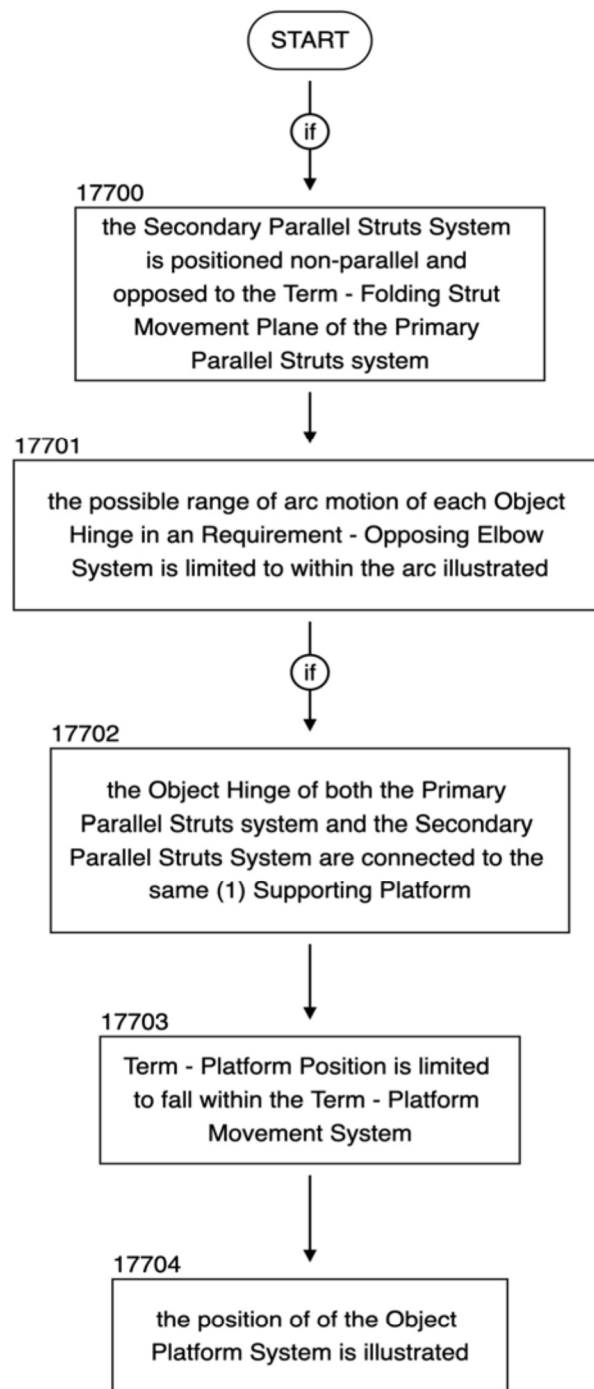 START
if
17700
the Secondary Parallel Struts System
is positioned non-parallel and
opposed to the Term - Folding Strut
Movement Plane of the Primary
Parallel Struts system
17701
the possible range of arc motion of each Object
Hinge in an Requirement - Opposing Elbow
System is limited to within the arc illustrated
if
17702
the Object Hinge of both the Primary
Parallel Struts system and the Secondary
Parallel Struts System are connected to the
same (1) Supporting Platform
17703
Term - Platform Position is limited
to fall within the Term - Platform
Movement System
17704
the position of of the Object
Platform System is illustrated